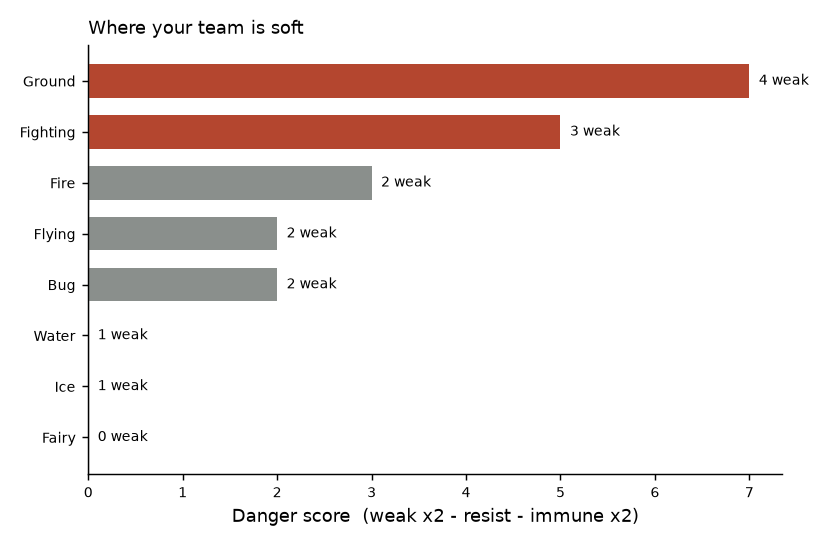 Where your team is soft
Ground 4 weak
Fighting 3 weak
Fire 2 weak
Flying 2 weak
Bug 2 weak
Water 1 weak
Ice 1 weak
Fairy 0 weak
0 1 2 3 4 5 6 7
Danger score (weak x2 - resist - immune x2)